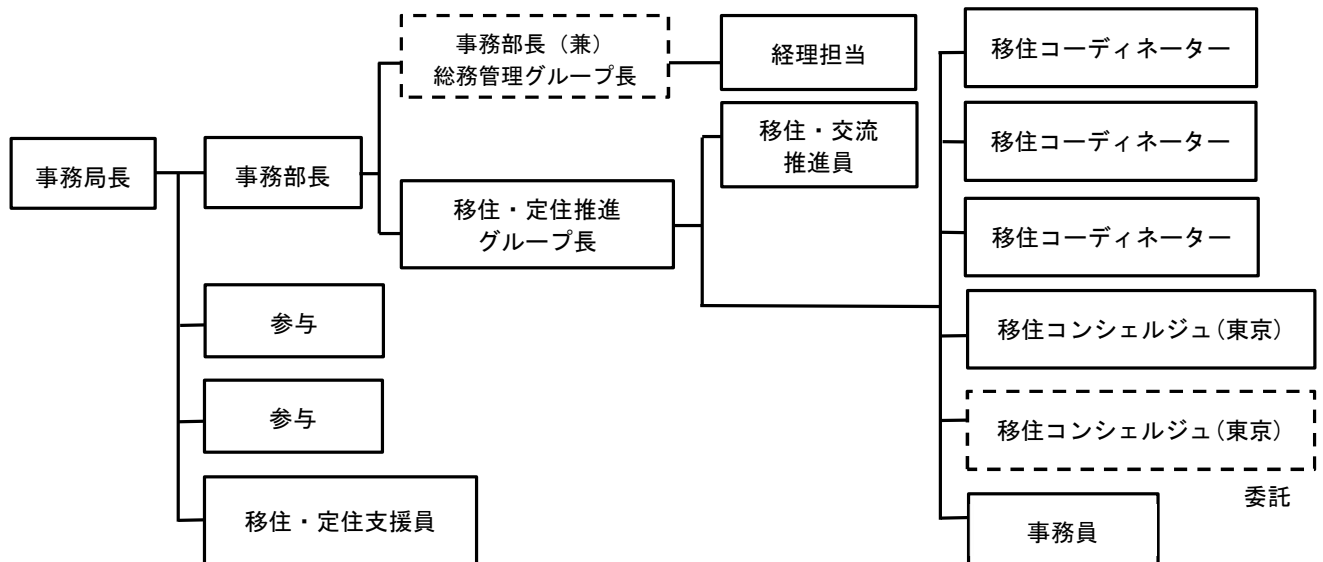 事務局長
事務部長
参与
参与
移住・定住支援員
事務部長（兼）
総務管理グループ長
移住・定住推進
グループ長
経理担当
移住・交流
推進員
移住コーディネーター
移住コーディネーター
移住コーディネーター
移住コンシェルジュ(東京)
移住コンシェルジュ(東京)
委託
事務員